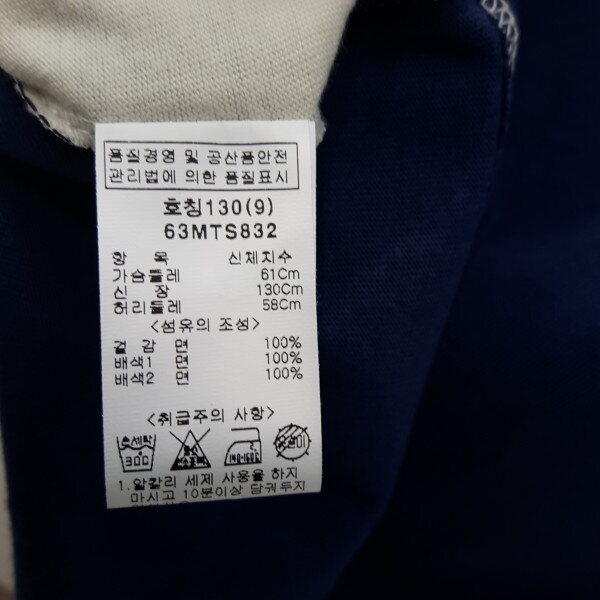 품질경영 및 공산품안전
관리법에 의한 품질표시
호칭130(9)
63MTS832
항 목 신체치수
가슴둘레 61Cm
신 장 130Cm
허리둘레 58Cm
<섬유의 조성>
겉 감 면 100%
배색1 면 100%
배색2 면 100%
<취급주의 사항>
손세탁
30℃
1.알칼리 세제 사용을 하지
마시고 10분이상 담궈두지